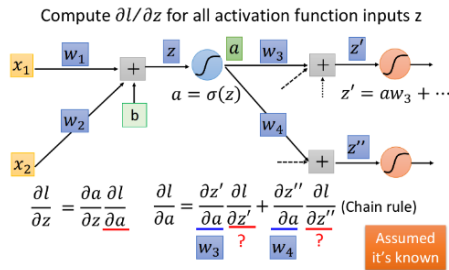 Compute ∂l/∂z for all activation function inputs z
x₁ w₁ + z a w₃ + z′
a = σ(z) z′ = aw₃ + ⋯
w₂ b w₄
x₂ + z′′
∂l/∂z = ∂a/∂z ∂l/∂a ∂l/∂a = ∂z′/∂a ∂l/∂z′ + ∂z′′/∂a ∂l/∂z′′ (Chain rule)
w₃ ? w₄ ?
Assumed
it's known